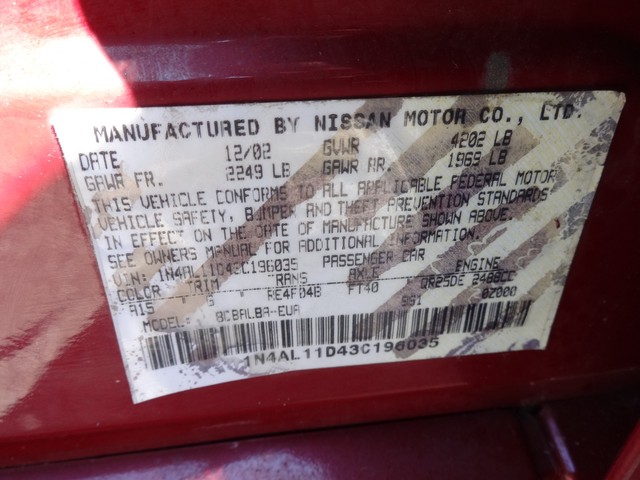 MANUFACTURED BY NISSAN MOTOR CO., LTD.
DATE 12/02 GVWR 4202 LB
GAWR FR. 2249 LB GAWR RR. 1969 LB
THIS VEHICLE CONFORMS TO ALL APPLICABLE FEDERAL MOTOR
VEHICLE SAFETY, BUMPER AND THEFT PREVENTION STANDARDS
IN EFFECT ON THE DATE OF MANUFACTURE SHOWN ABOVE.
SEE OWNERS MANUAL FOR ADDITIONAL INFORMATION.
VIN: 1N4AL11D43C196035 PASSENGER CAR
COLOR TRIM TRANS AXLE ENGINE
A15 S RE4F04B FT40 QR25DE 2488CC
MODEL: BCBALBA-EUA 991 0Z000
1N4AL11D43C196035